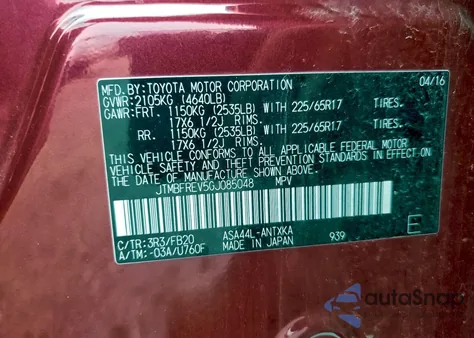 MFD. BY: TOYOTA MOTOR CORPORATION 04/16
GVWR: 2105KG (4640LB)
GAWR: FRT. 1150KG (2535LB) WITH 225/65R17 TIRES.
17X6 1/2J RIMS.
RR. 1150KG (2535LB) WITH 225/65R17 TIRES.
17X6 1/2J RIMS.
THIS VEHICLE CONFORMS TO ALL APPLICABLE FEDERAL MOTOR
VEHICLE SAFETY AND THEFT PREVENTION STANDARDS IN EFFECT
ON THE DATE OF MANUFACTURE SHOWN ABOVE.
JTMBFREV5GJ085048 MPV
ASA44L-ANTXKA
C/TR: 3R3/FB20 MADE IN JAPAN 939 E
A/TM: -03A/U760F
autoSnap